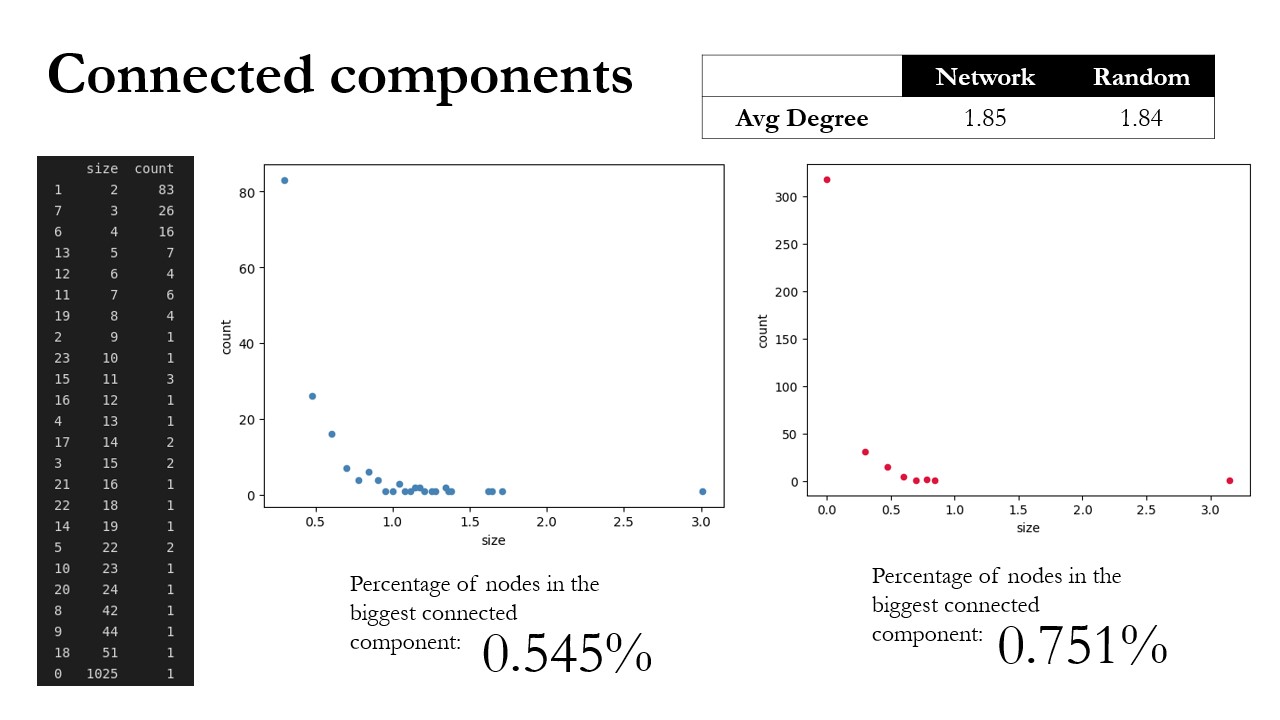 Connected components
Network Random
Avg Degree 1.85 1.84
size count
1 2 83
7 3 26
6 4 16
13 5 7
12 6 4
11 7 6
19 8 4
2 9 1
23 10 1
15 11 3
16 12 1
4 13 1
17 14 2
3 15 2
21 16 1
22 18 1
14 19 1
5 22 2
10 23 1
20 24 1
8 42 1
9 44 1
18 51 1
0 1025 1
80
60
40
20
0
count
0.5 1.0 1.5 2.0 2.5 3.0
size
300
250
200
150
100
50
0
count
0.0 0.5 1.0 1.5 2.0 2.5 3.0
size
Percentage of nodes in the
biggest connected
component: 0.545%
Percentage of nodes in the
biggest connected
component: 0.751%